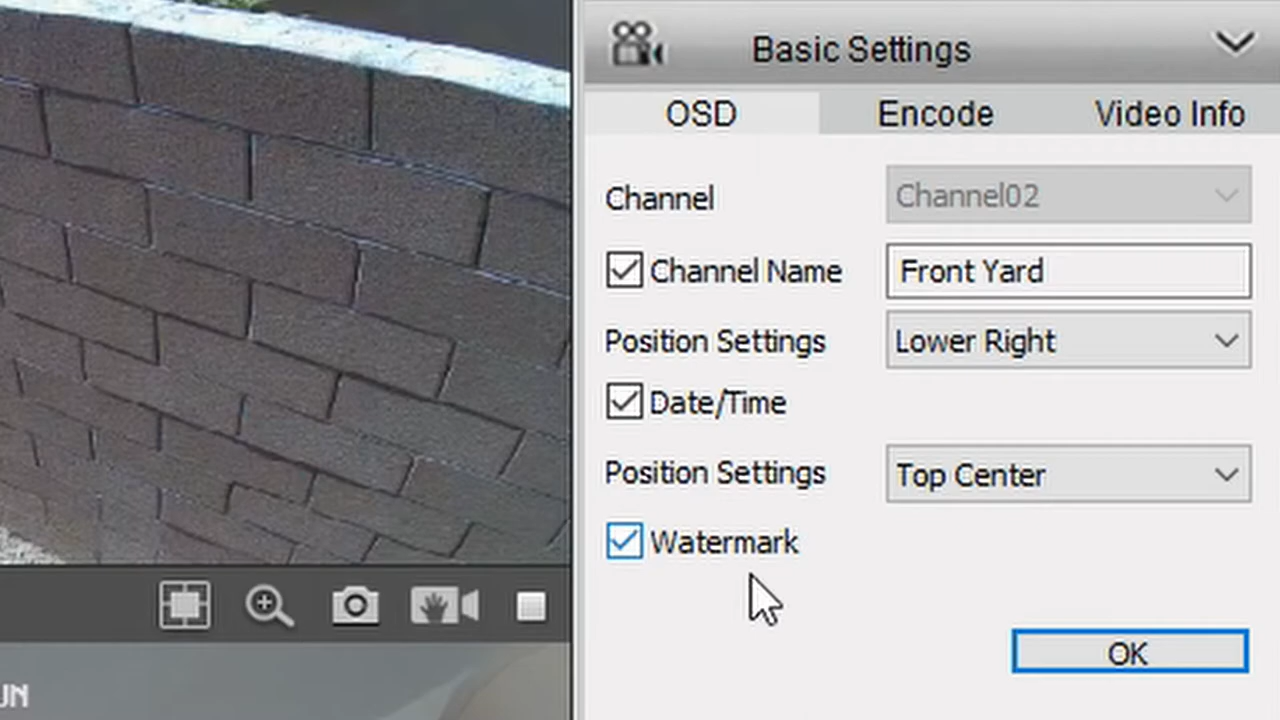 Basic Settings
OSD Encode Video Info
Channel Channel02
Channel Name Front Yard
Position Settings Lower Right
Date/Time
Position Settings Top Center
Watermark
OK
UN